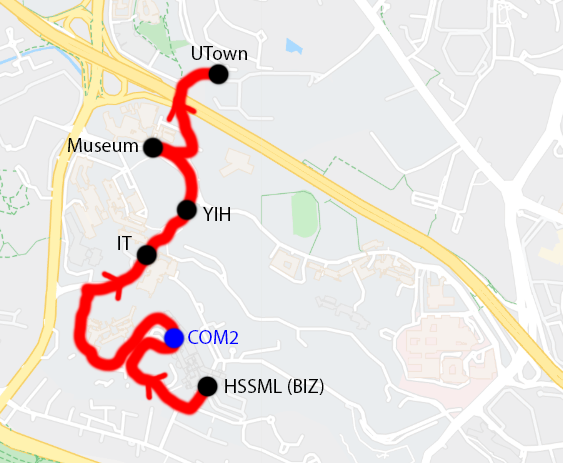 UTown
Museum
YIH
IT
COM2
HSSML (BIZ)